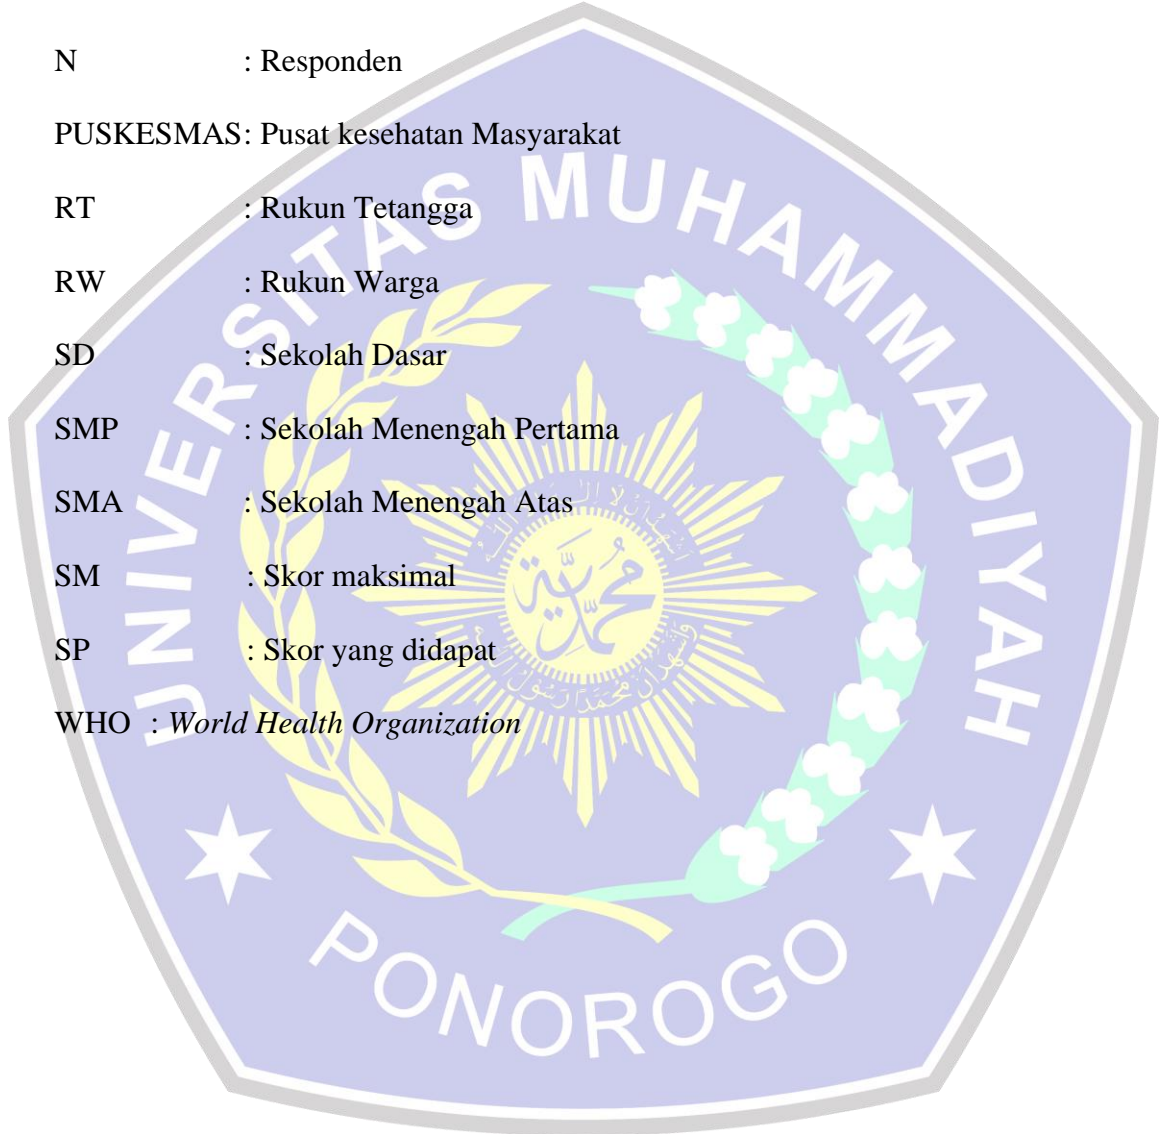 N : Responden
PUSKESMAS: Pusat kesehatan Masyarakat
RT : Rukun Tetangga
RW : Rukun Warga
SD : Sekolah Dasar
SMP : Sekolah Menengah Pertama
SMA : Sekolah Menengah Atas
SM : Skor maksimal
SP : Skor yang didapat
WHO : World Health Organization
UNIVERSITAS MUHAMMADIYAH
PONOROGO
محمدية